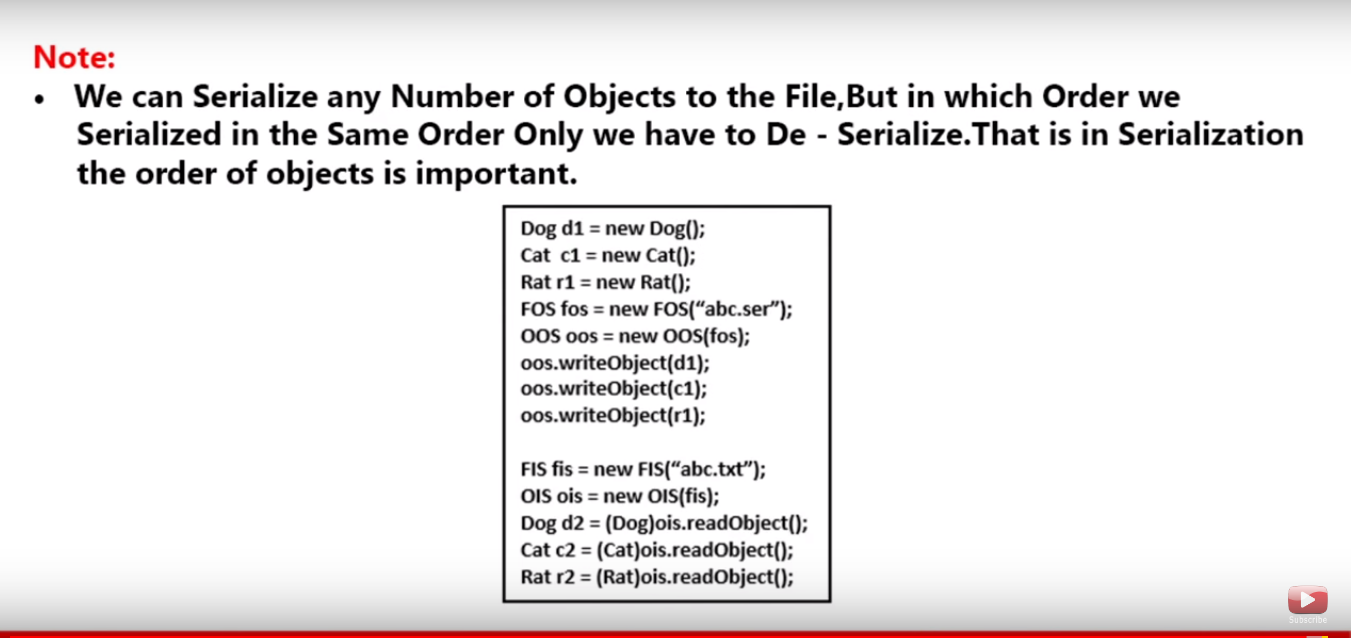 Note:
• We can Serialize any Number of Objects to the File,But in which Order we
Serialized in the Same Order Only we have to De - Serialize.That is in Serialization
the order of objects is important.
Dog d1 = new Dog();
Cat  c1 = new Cat();
Rat r1 = new Rat();
FOS fos = new FOS(“abc.ser”);
OOS oos = new OOS(fos);
oos.writeObject(d1);
oos.writeObject(c1);
oos.writeObject(r1);
FIS fis = new FIS(“abc.txt”);
OIS ois = new OIS(fis);
Dog d2 = (Dog)ois.readObject();
Cat c2 = (Cat)ois.readObject();
Rat r2 = (Rat)ois.readObject();
Subscribe